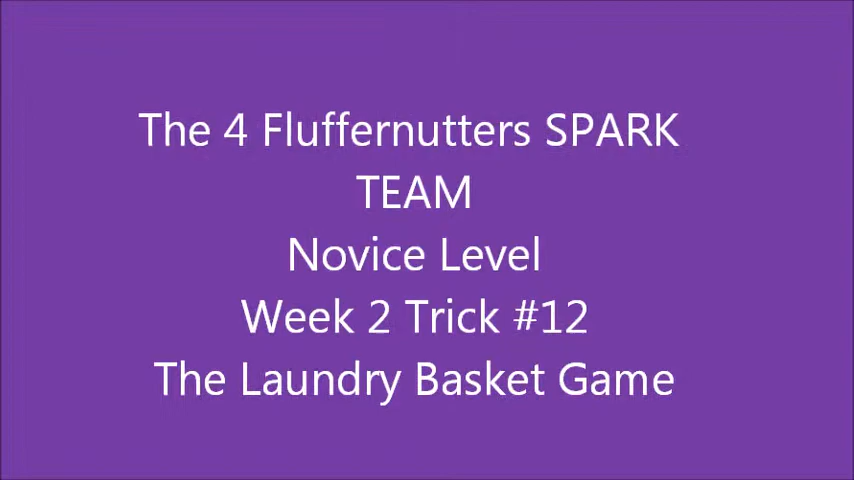 The 4 Fluffernutters SPARK
TEAM
Novice Level
Week 2 Trick #12
The Laundry Basket Game